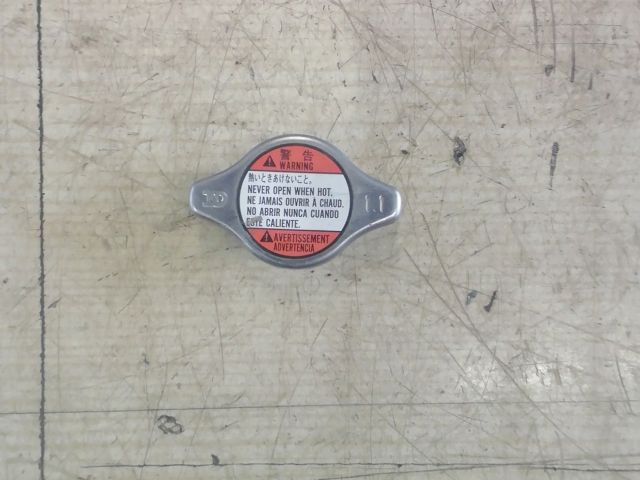 警告
WARNING
熱いときあけないこと。
NEVER OPEN WHEN HOT.
NE JAMAIS OUVRIR À CHAUD.
NO ABRIR NUNCA CUANDO
ESTÉ CALIENTE.
AVERTISSEMENT
ADVERTENCIA
1.1